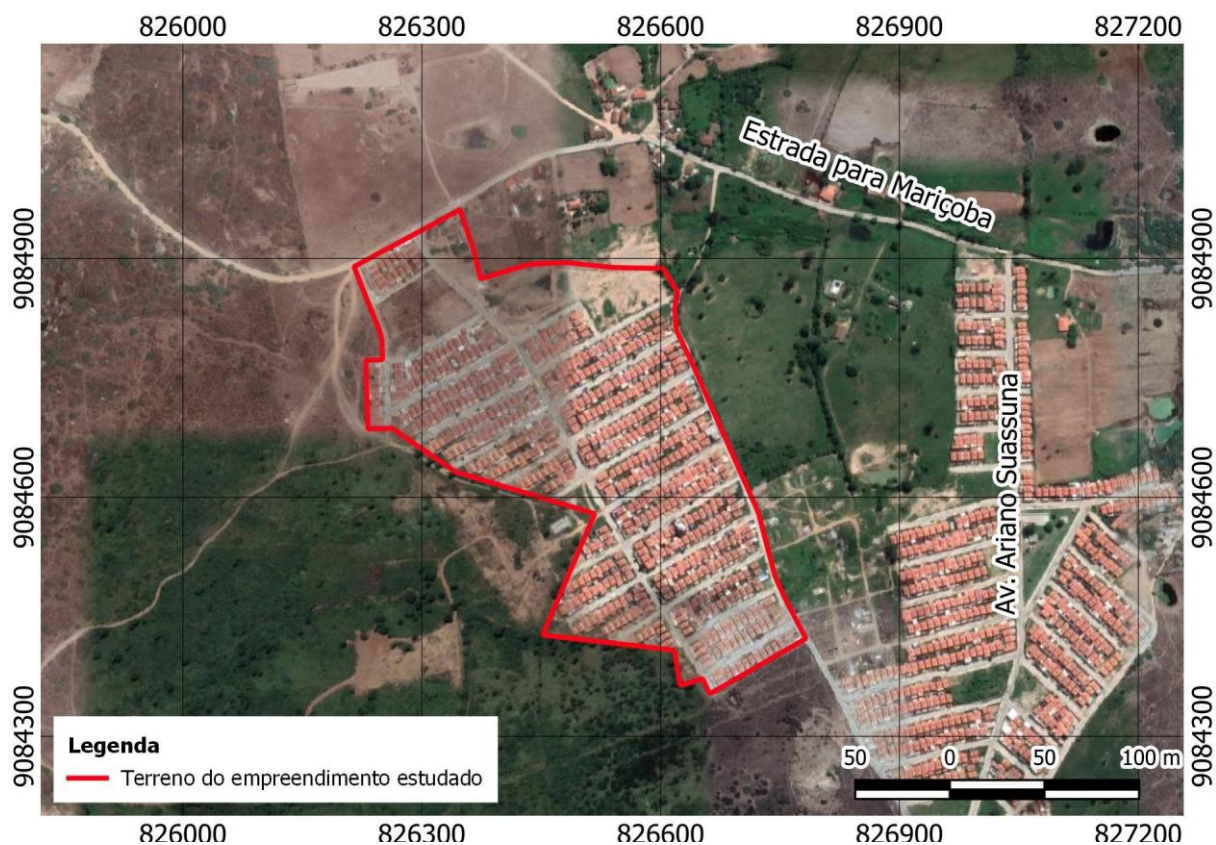 826000 826300 826600 826900 827200
Estrada para Mariçoba
9084900 9084900
Av. Ariano Suassuna
9084600 9084600
9084300 9084300
Legenda
Terreno do empreendimento estudado
50 0 50 100 m
826000 826300 826600 826900 827200